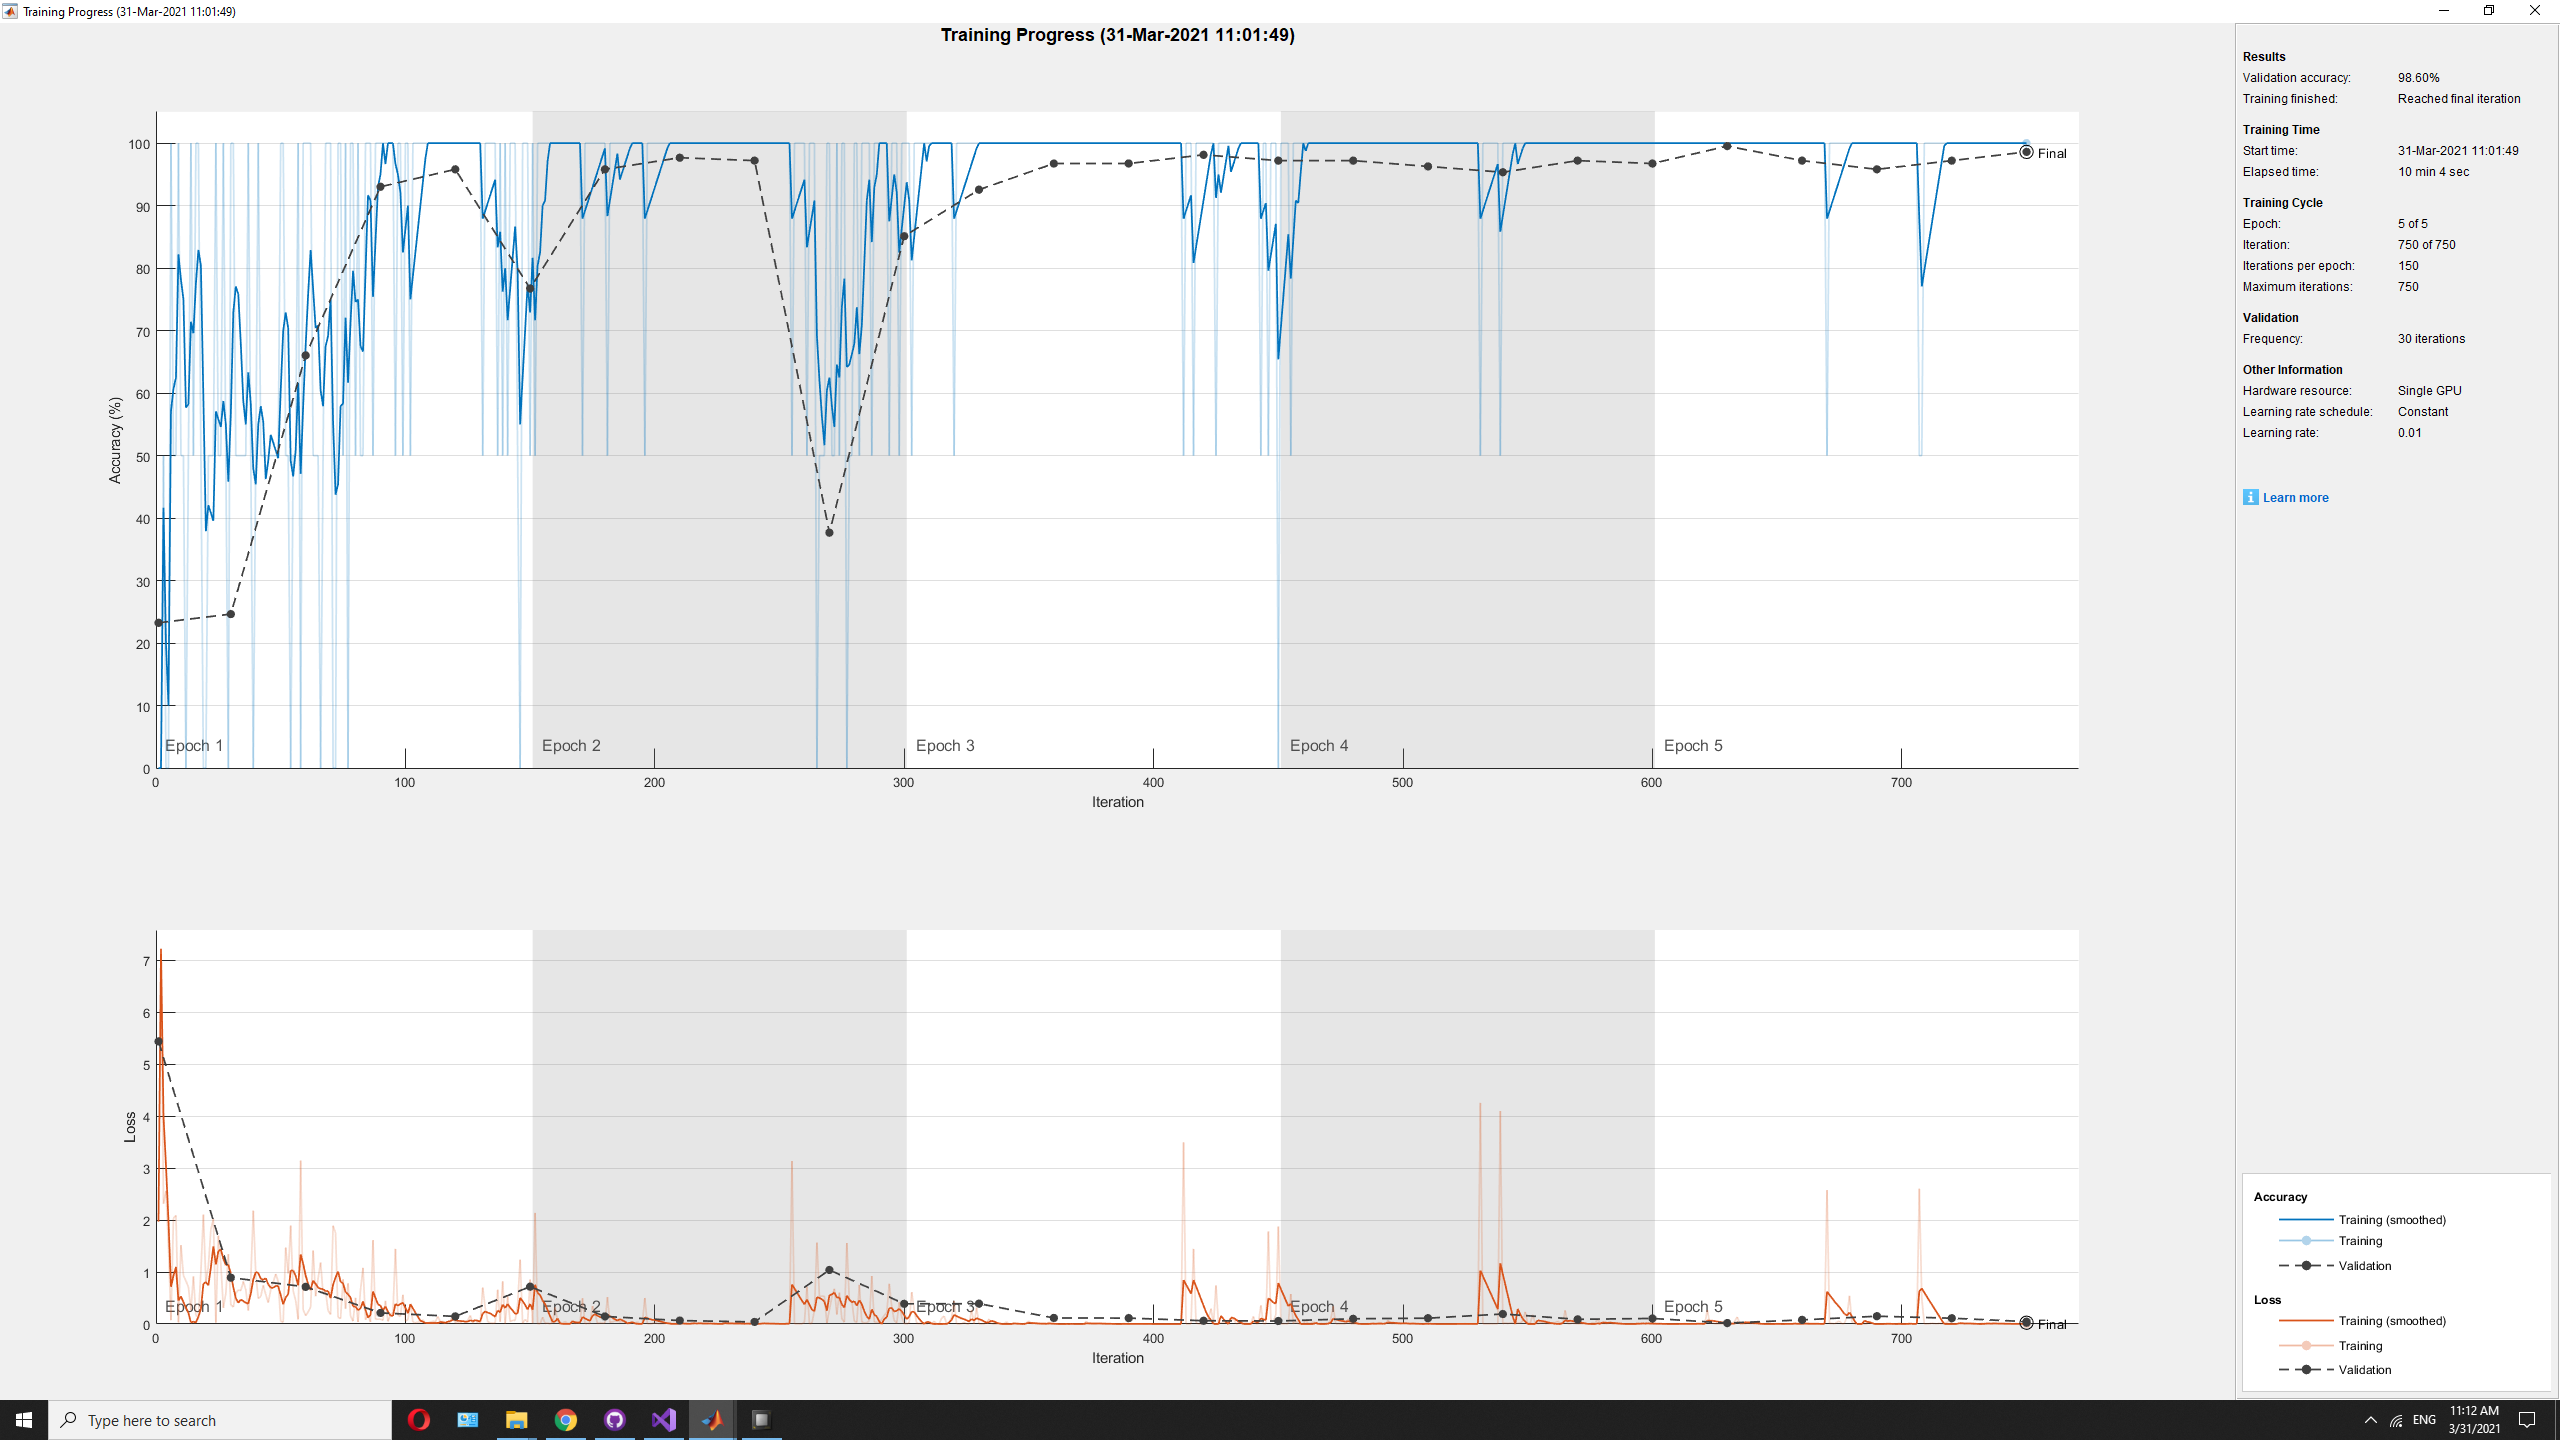 Training Progress (31-Mar-2021 11:01:49)
Training Progress (31-Mar-2021 11:01:49)
Accuracy (%)
100
90
80
70
60
50
40
30
20
10
0
Epoch 1
Epoch 2
Epoch 3
Epoch 4
Epoch 5
Final
0 100 200 300 400 500 600 700
Iteration
Loss
7
6
5
4
3
2
1
0
Epoch 1
Epoch 2
Epoch 3
Epoch 4
Epoch 5
Final
0 100 200 300 400 500 600 700
Iteration
Results
Validation accuracy: 98.60%
Training finished: Reached final iteration
Training Time
Start time: 31-Mar-2021 11:01:49
Elapsed time: 10 min 4 sec
Training Cycle
Epoch: 5 of 5
Iteration: 750 of 750
Iterations per epoch: 150
Maximum iterations: 750
Validation
Frequency: 30 iterations
Other Information
Hardware resource: Single GPU
Learning rate schedule: Constant
Learning rate: 0.01
Learn more
Accuracy
Training (smoothed)
Training
Validation
Loss
Training (smoothed)
Training
Validation
Type here to search
ENG
11:12 AM
3/31/2021